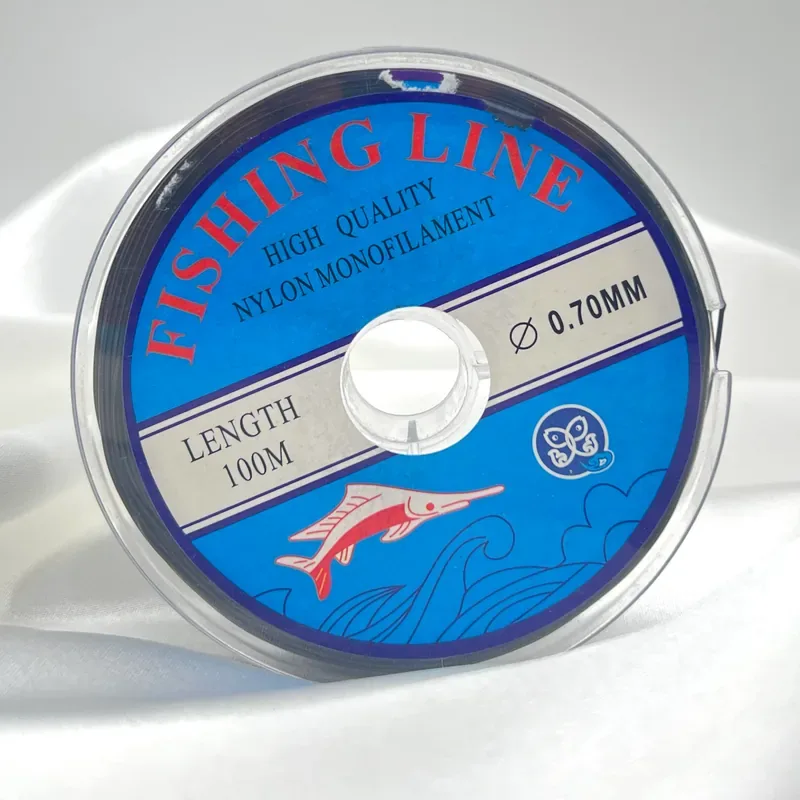 FISHING LINE
HIGH QUALITY
NYLON MONOFILAMENT
Ø 0.70MM
LENGTH
100M